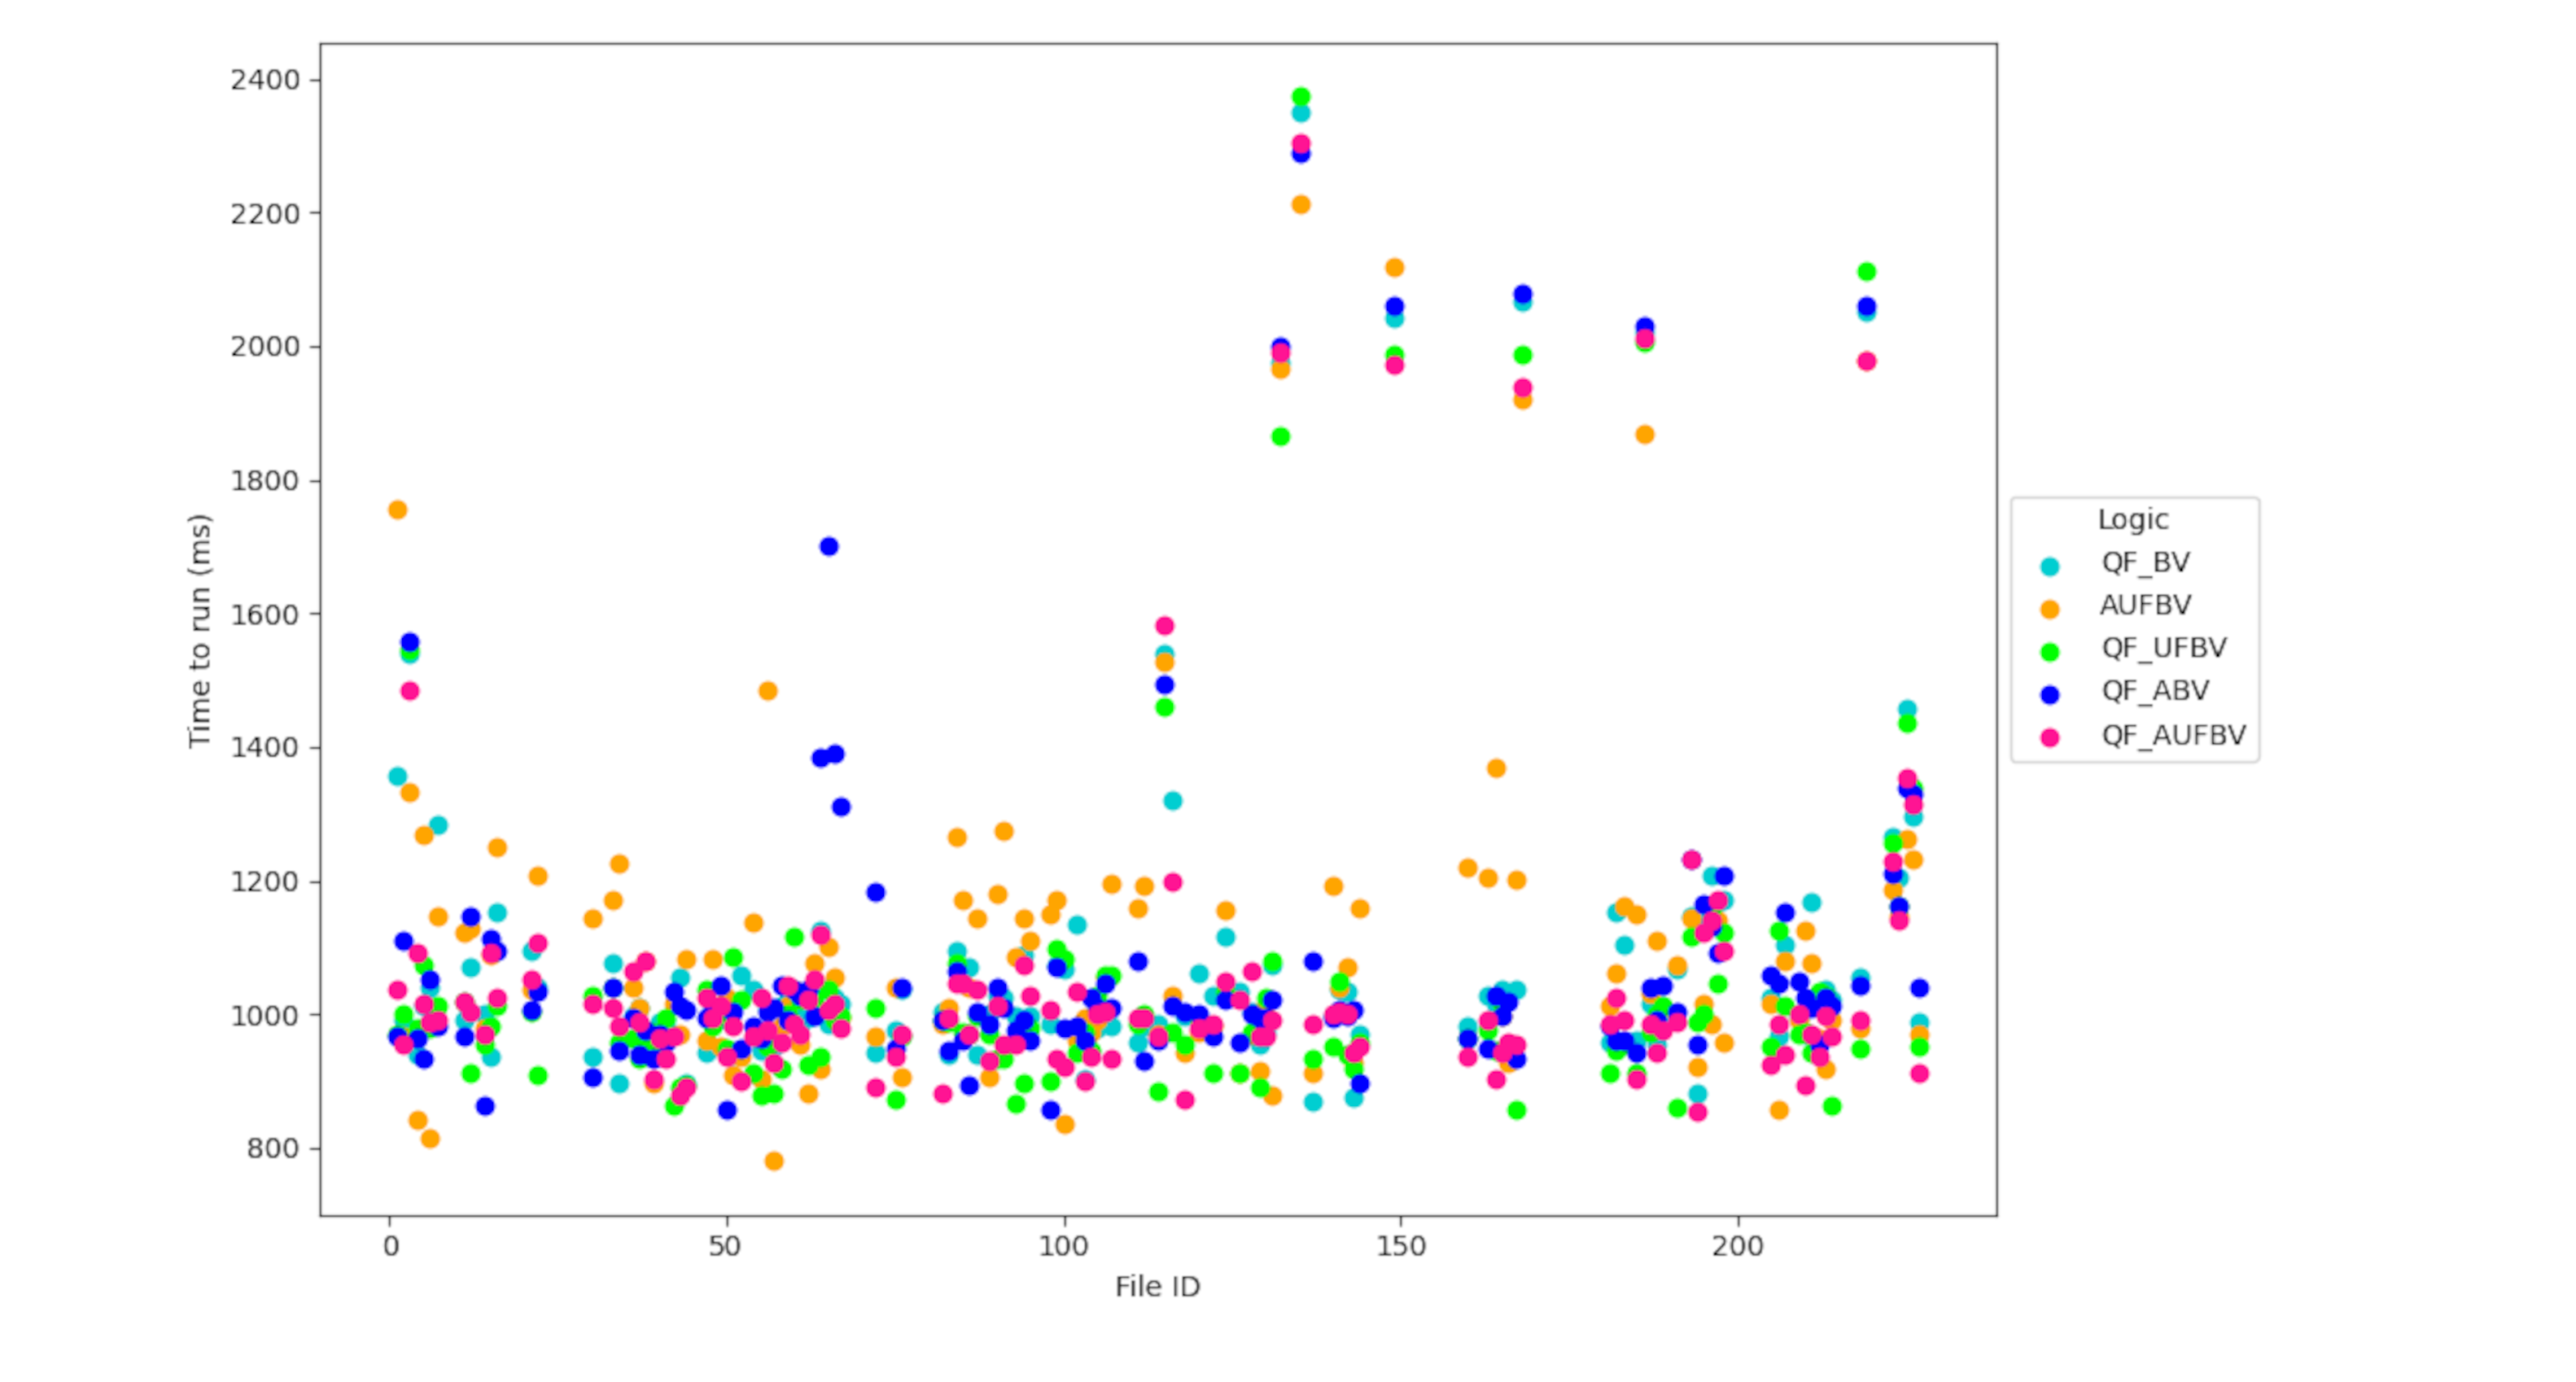 2400
2200
2000
1800
1600
1400
1200
1000
800
Time to run (ms)
0 50 100 150 200
File ID
Logic
QF_BV
AUFBV
QF_UFBV
QF_ABV
QF_AUFBV